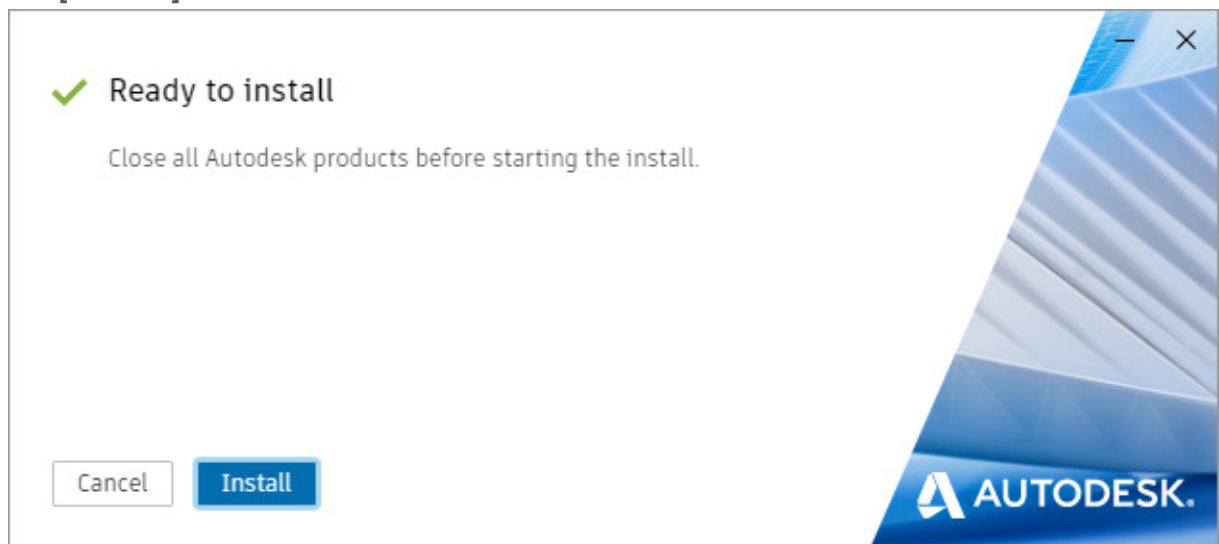 Ready to install
Close all Autodesk products before starting the install.
Cancel
Install
AUTODESK.